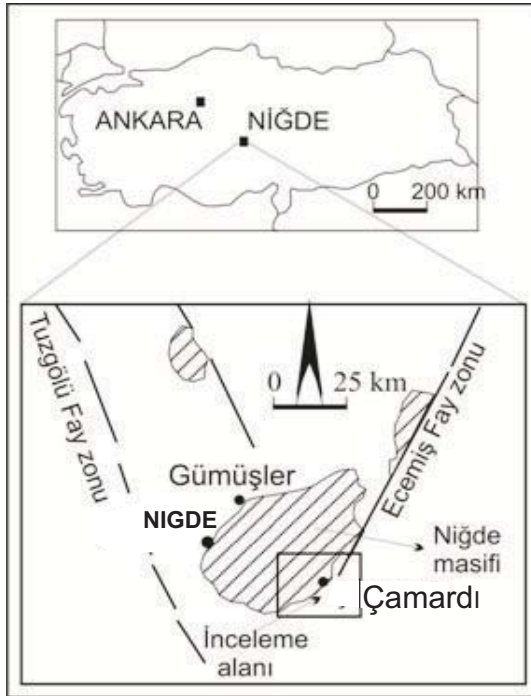 ANKARA
NİĞDE
0 200 km
Tuzgölü Fay zonu
0 25 km
Ecemiş Fay zonu
Gümüşler
NIGDE
Niğde
masifi
Çamardı
İnceleme
alanı